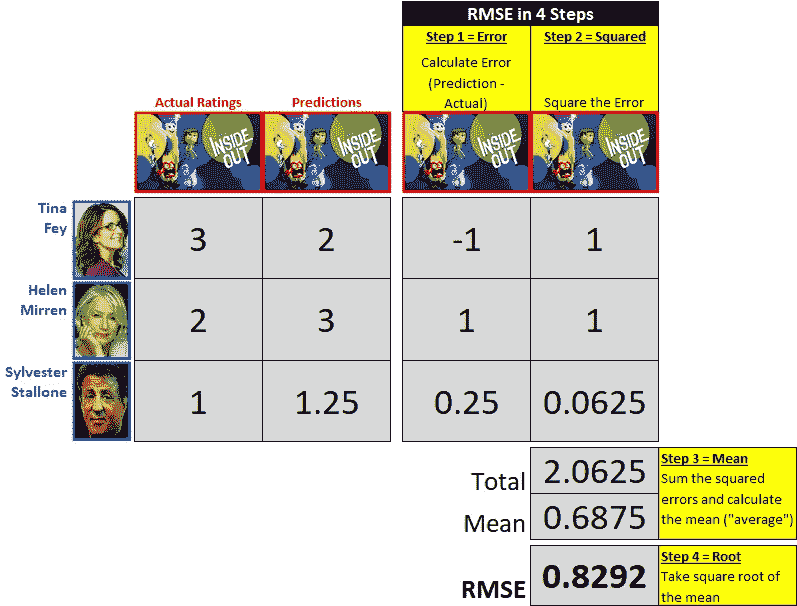 RMSE in 4 Steps
Step 1 = Error
Step 2 = Squared
Calculate Error
(Prediction -
Actual)
Square the Error
Actual Ratings
Predictions
INSIDE OUT
INSIDE OUT
INSIDE OUT
INSIDE OUT
Tina
Fey
3
2
-1
1
Helen
Mirren
2
3
1
1
Sylvester
Stallone
1
1.25
0.25
0.0625
Total
2.0625
Mean
0.6875
Step 3 = Mean
Sum the squared
errors and calculate
the mean ("average")
RMSE
0.8292
Step 4 = Root
Take square root of
the mean